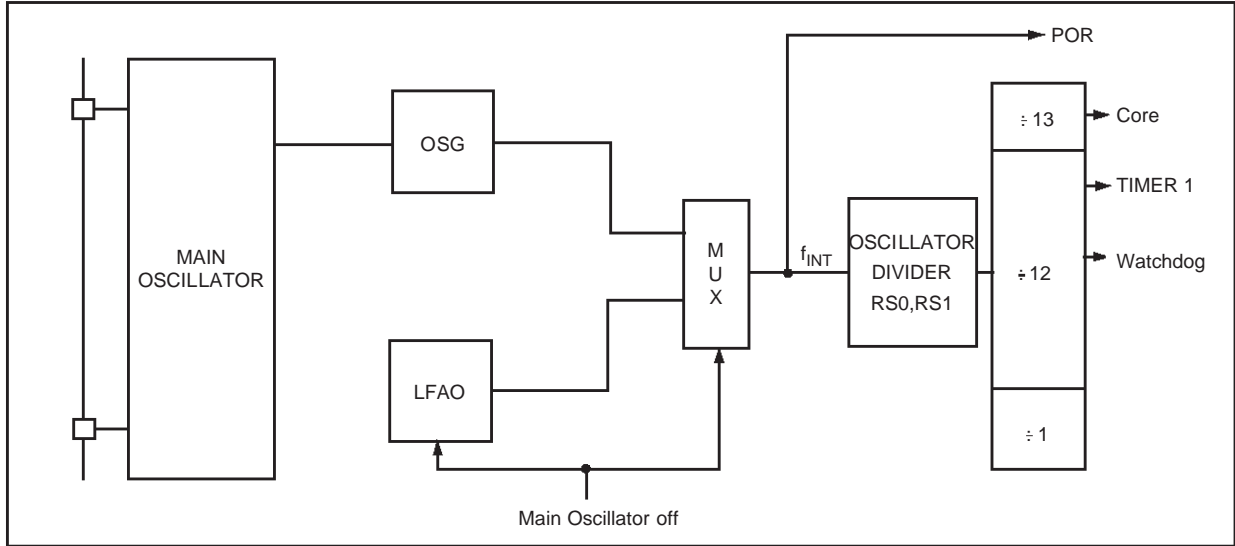 POR
÷ 13
Core
OSG
TIMER 1
MAIN
OSCILLATOR
M
U
X
fINT
OSCILLATOR
DIVIDER
RS0,RS1
÷ 12
Watchdog
LFAO
÷ 1
Main Oscillator off